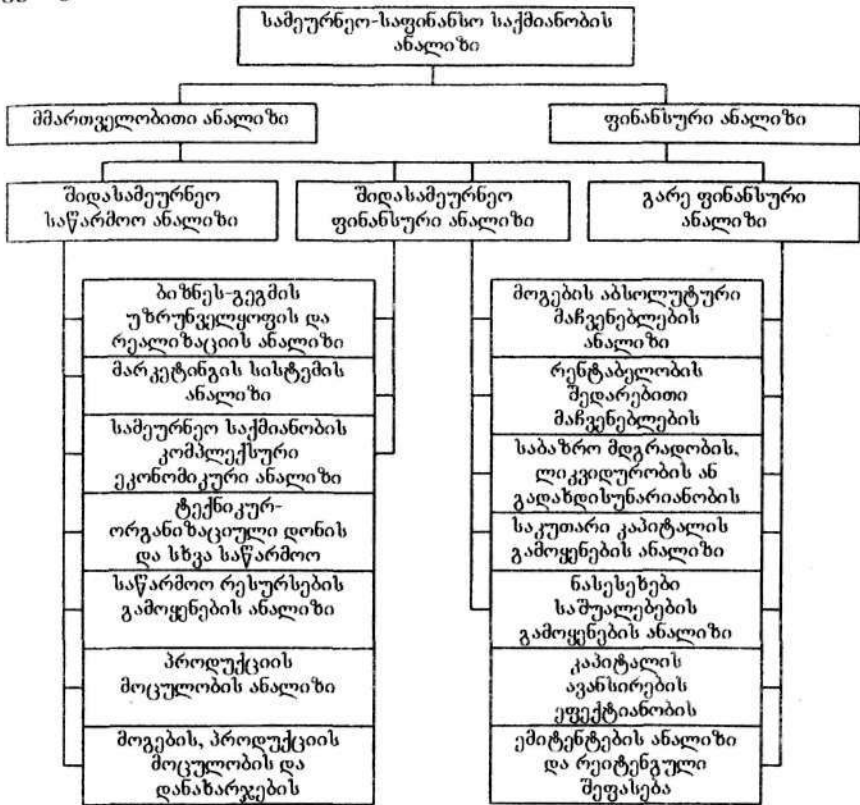 სამეურნეო-საფინანსო საქმიანობის
ანალიზი
მმართველობითი ანალიზი
ფინანსური ანალიზი
შიდასამეურნეო
საწარმოო ანალიზი
შიდასამეურნეო
ფინანსური ანალიზი
გარე ფინანსური
ანალიზი
ბიზნეს-გეგმის
უზრუნველყოფის და
რეალიზაციის ანალიზი
მარკეტინგის სისტემის
ანალიზი
სამეურნეო საქმიანობის
კომპლექსური
ეკონომიკური ანალიზი
ტექნიკურ-
ორგანიზაციული დონის
და სხვა საწარმოო
საწარმოო რესურსების
გამოყენების ანალიზი
პროდუქციის
მოცულობის ანალიზი
მოგების, პროდუქციის
მოცულობის და
დანახარჯების
მოგების აბსოლუტური
მაჩვენებლების
ანალიზი
რენტაბელობის
შედარებითი
მაჩვენებლების
საბაზრო მდგრადობის,
ლიკვიდურობის ან
გადახდისუნარიანობის
საკუთარი კაპიტალის
გამოყენების ანალიზი
ნასესხები
საშუალებების
გამოყენების ანალიზი
კაპიტალის
ავანსირების
ეფექტიანობის
ემიტენტების ანალიზი
და რეიტენგული
შეფასება